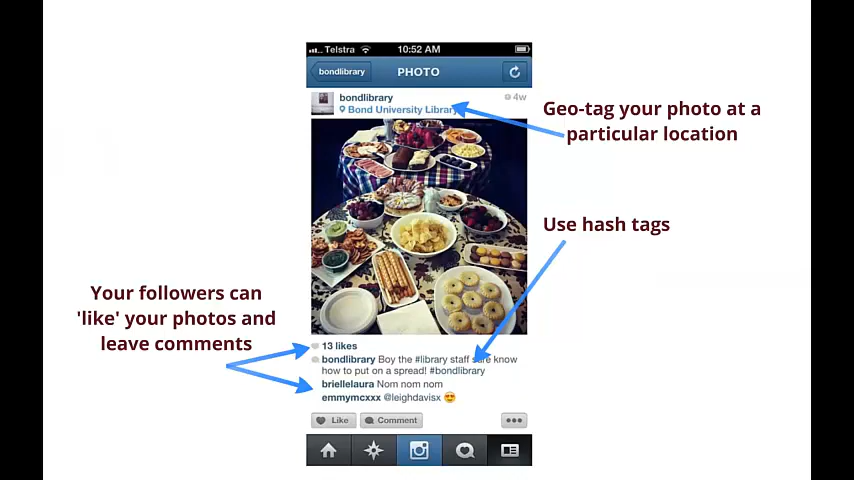 Telstra 10:52 AM
bondlibrary PHOTO
bondlibrary 4w
Bond University Library
Geo-tag your photo at a
particular location
Use hash tags
Your followers can
'like' your photos and
leave comments
13 likes
bondlibrary Boy the #library staff sure know
how to put on a spread! #bondlibrary
briellelaura Nom nom nom
emmymcxxx @leighdavisx 😍
Like Comment